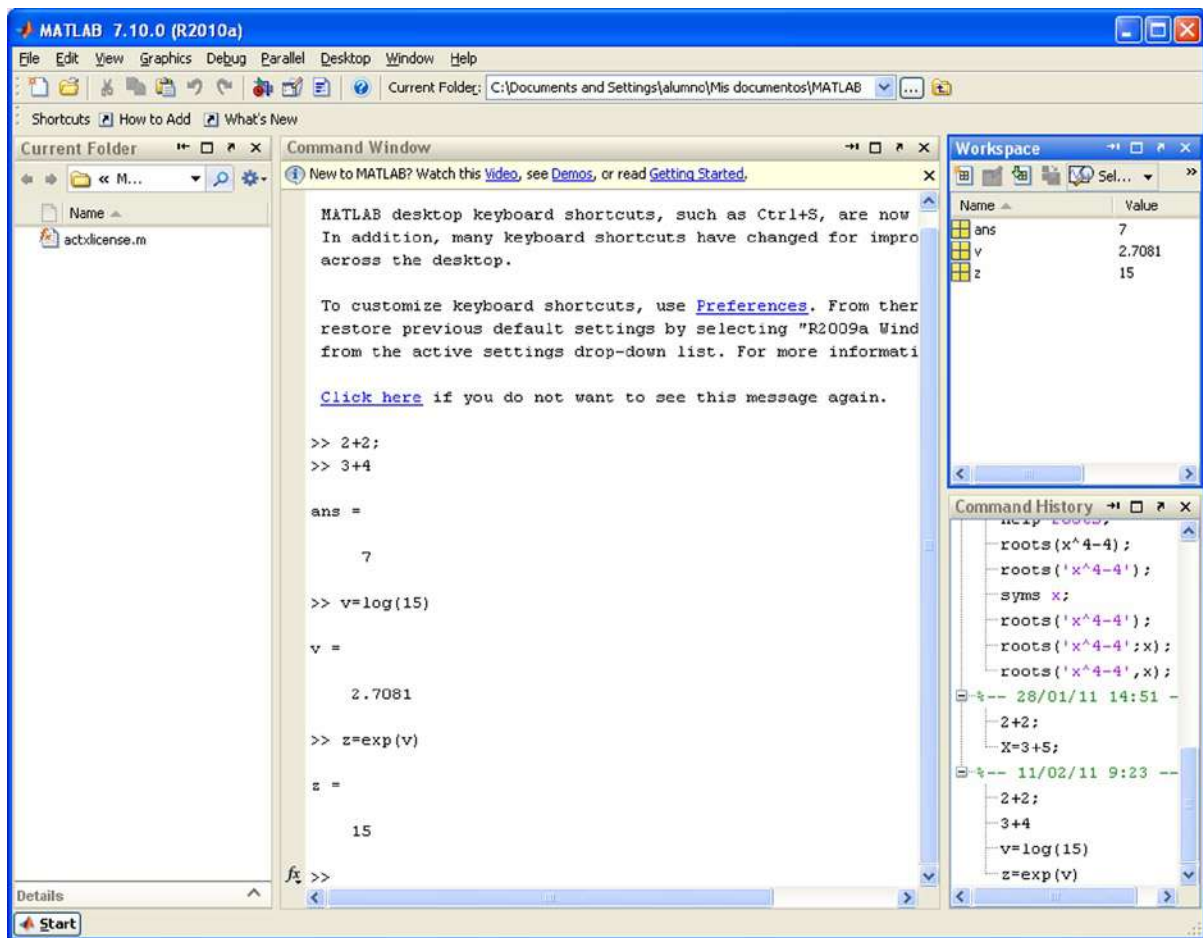 MATLAB 7.10.0 (R2010a)
File Edit View Graphics Debug Parallel Desktop Window Help
Current Folder: C:\Documents and Settings\alumno\Mis documentos\MATLAB
Shortcuts How to Add What's New
Current Folder
« M...
Name
actxlicense.m
Details
Command Window
New to MATLAB? Watch this Video, see Demos, or read Getting Started.
MATLAB desktop keyboard shortcuts, such as Ctrl+S, are now
In addition, many keyboard shortcuts have changed for impro
across the desktop.
To customize keyboard shortcuts, use Preferences. From ther
restore previous default settings by selecting "R2009a Wind
from the active settings drop-down list. For more informati
Click here if you do not want to see this message again.
>> 2+2;
>> 3+4
ans =
7
>> v=log(15)
v =
2.7081
>> z=exp(v)
z =
15
fx >>
Workspace
Sel... »
Name Value
ans 7
v 2.7081
z 15
Command History
roots(x^4-4);
roots('x^4-4');
syms x;
roots('x^4-4');
roots('x^4-4';x);
roots('x^4-4',x);
%-- 28/01/11 14:51 -
2+2;
X=3+5;
%-- 11/02/11 9:23 --
2+2;
3+4
v=log(15)
z=exp(v)
Start